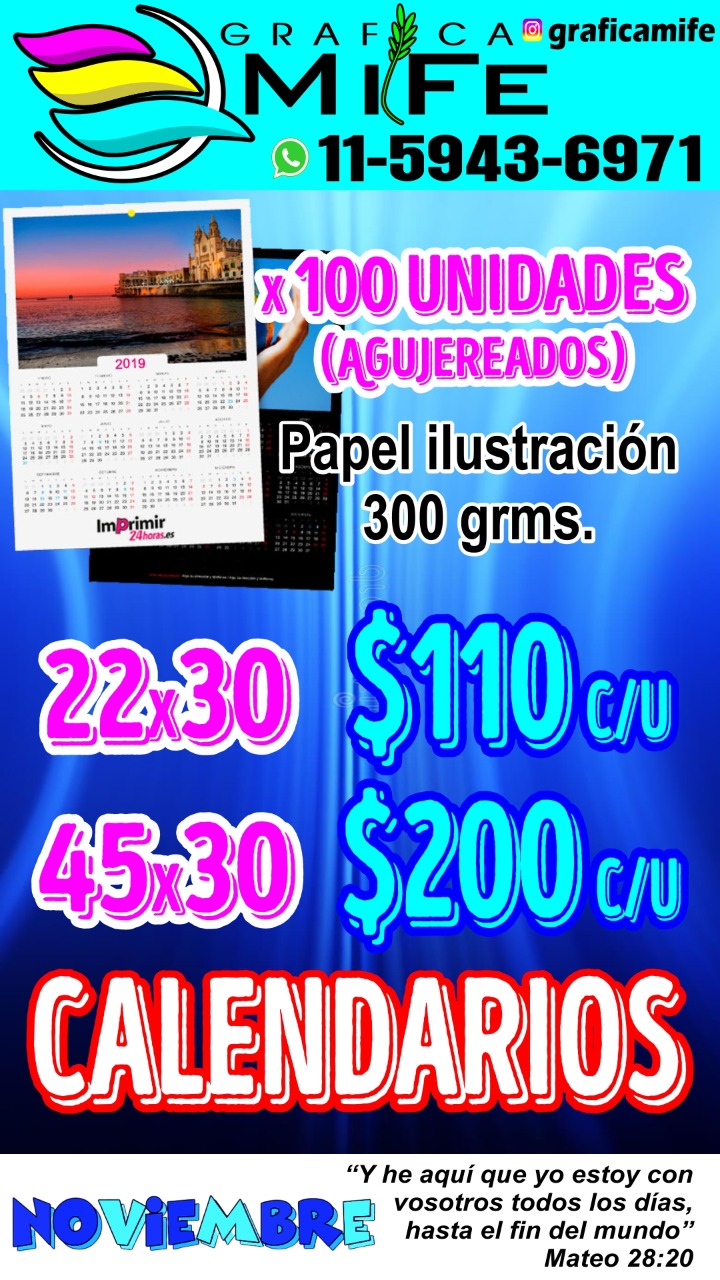 GRAFICA
graficamife
MIFE
11-5943-6971
x 100 UNIDADES
(AGUJEREADOS)
2019
Papel ilustración
300 grms.
ImPrimir
24horas.es
22x30 $110 c/u
45x30 $200 c/u
CALENDARIOS
NOViEMBRE
“Y he aquí que yo estoy con
vosotros todos los días,
hasta el fin del mundo”
Mateo 28:20